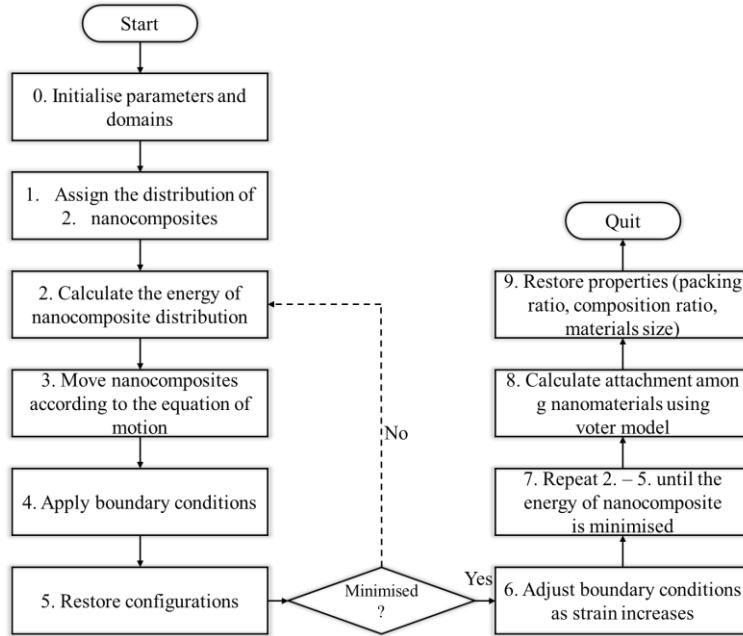 Start
0. Initialise parameters and
domains
1. Assign the distribution of
2. nanocomposites
2. Calculate the energy of
nanocomposite distribution
3. Move nanocomposites
according to the equation of
motion
4. Apply boundary conditions
5. Restore configurations
Minimised
?
No
Yes
6. Adjust boundary conditions
as strain increases
7. Repeat 2. – 5. until the
energy of nanocomposite
is minimised
8. Calculate attachment amon
g nanomaterials using
voter model
9. Restore properties (packing
ratio, composition ratio,
materials size)
Quit